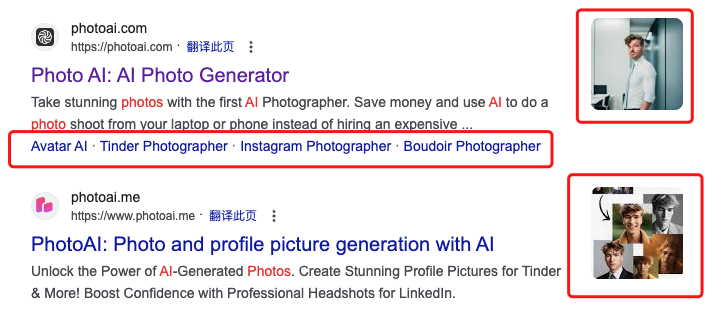 photoai.com
https://photoai.com · 翻译此页
Photo AI: AI Photo Generator
Take stunning photos with the first AI Photographer. Save money and use AI to do a
photo shoot from your laptop or phone instead of hiring an expensive ...
Avatar AI · Tinder Photographer · Instagram Photographer · Boudoir Photographer
photoai.me
https://www.photoai.me · 翻译此页
PhotoAI: Photo and profile picture generation with AI
Unlock the Power of AI-Generated Photos. Create Stunning Profile Pictures for Tinder
& More! Boost Confidence with Professional Headshots for LinkedIn.